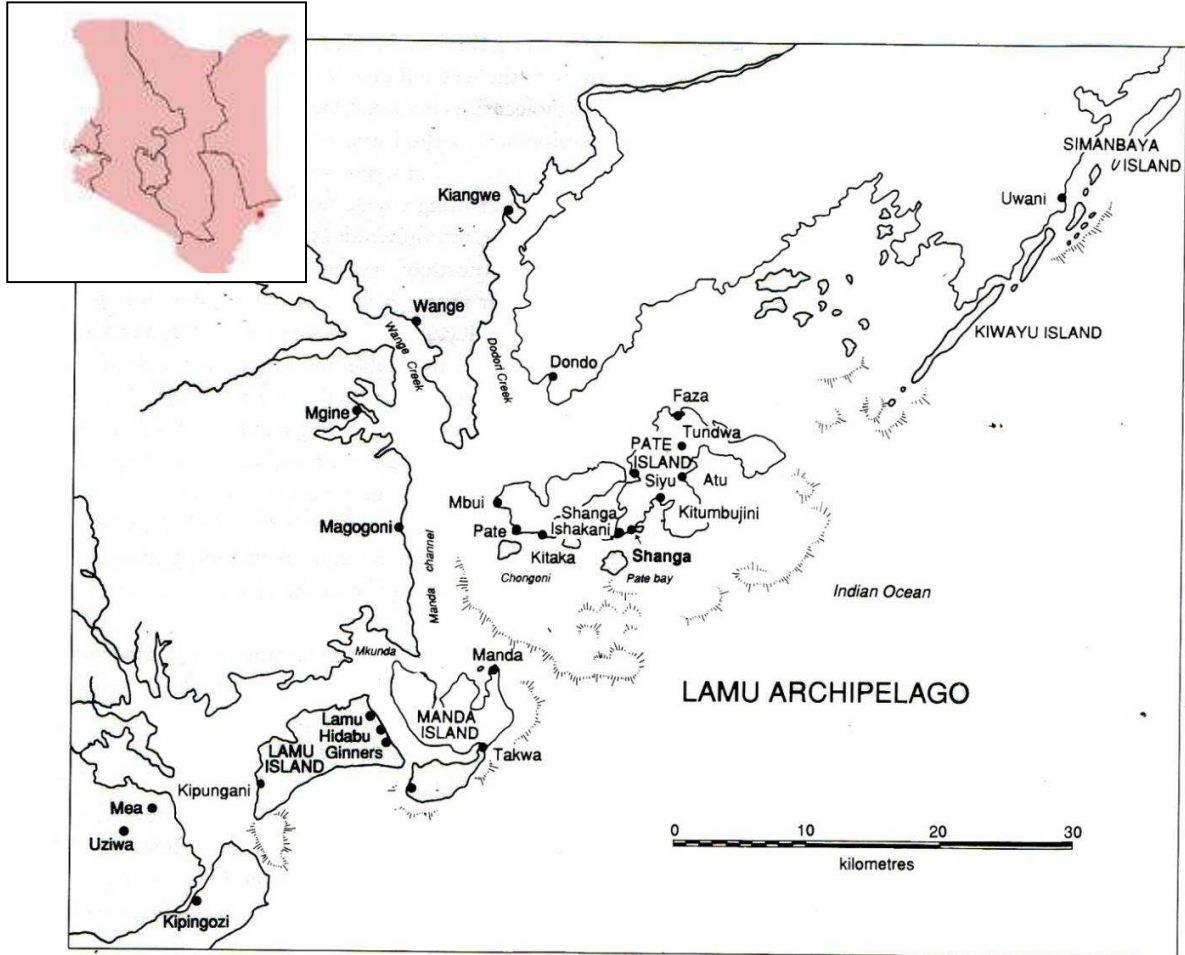 SIMANBAYA
ISLAND
Kiangwe
Uwani
Wange
Wange Creek
Dodori Creek
KIWAYU ISLAND
Dondo
Mgine
Faza
Tundwa
PATE
ISLAND
Siyu
Atu
Mbui
Shanga
Ishakani
Kitumbujini
Magogoni
Pate
Kitaka
Shanga
Manda channel
Chongoni
Pate bay
Indian Ocean
Mkunda
Manda
LAMU ARCHIPELAGO
MANDA
ISLAND
Lamu
Hidabu
Ginners
LAMU
ISLAND
Takwa
Kipungani
Mea
Uziwa
0 10 20 30
kilometres
Kipingozi